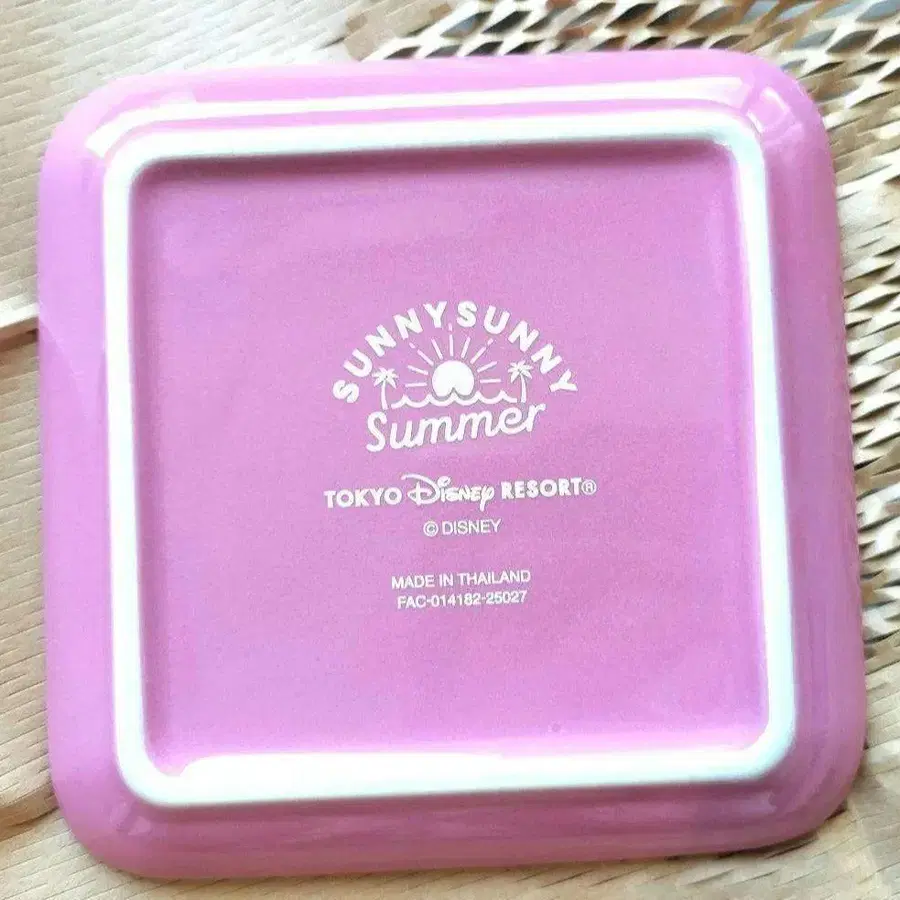 SUNNY SUNNY
Summer
TOKYO Disney RESORT®
© DISNEY
MADE IN THAILAND
FAC-014182-25027